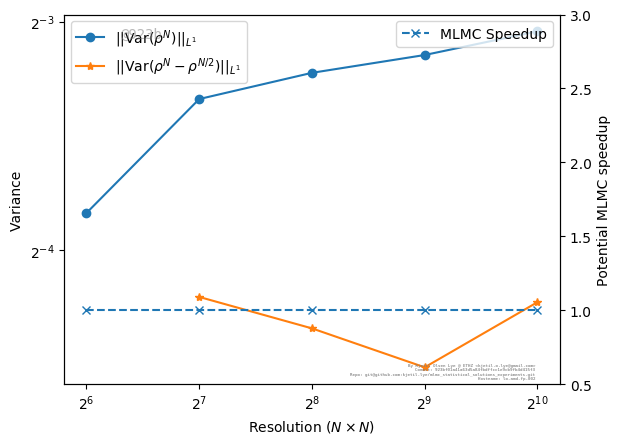 ||Var(ρ^N)||_{L^1}
||Var(ρ^N − ρ^{N/2})||_{L^1}
MLMC Speedup
2^{-3}
2^{-4}
Variance
3.0
2.5
2.0
1.5
1.0
0.5
Potential MLMC speedup
2^6
2^7
2^8
2^9
2^{10}
Resolution (N × N)